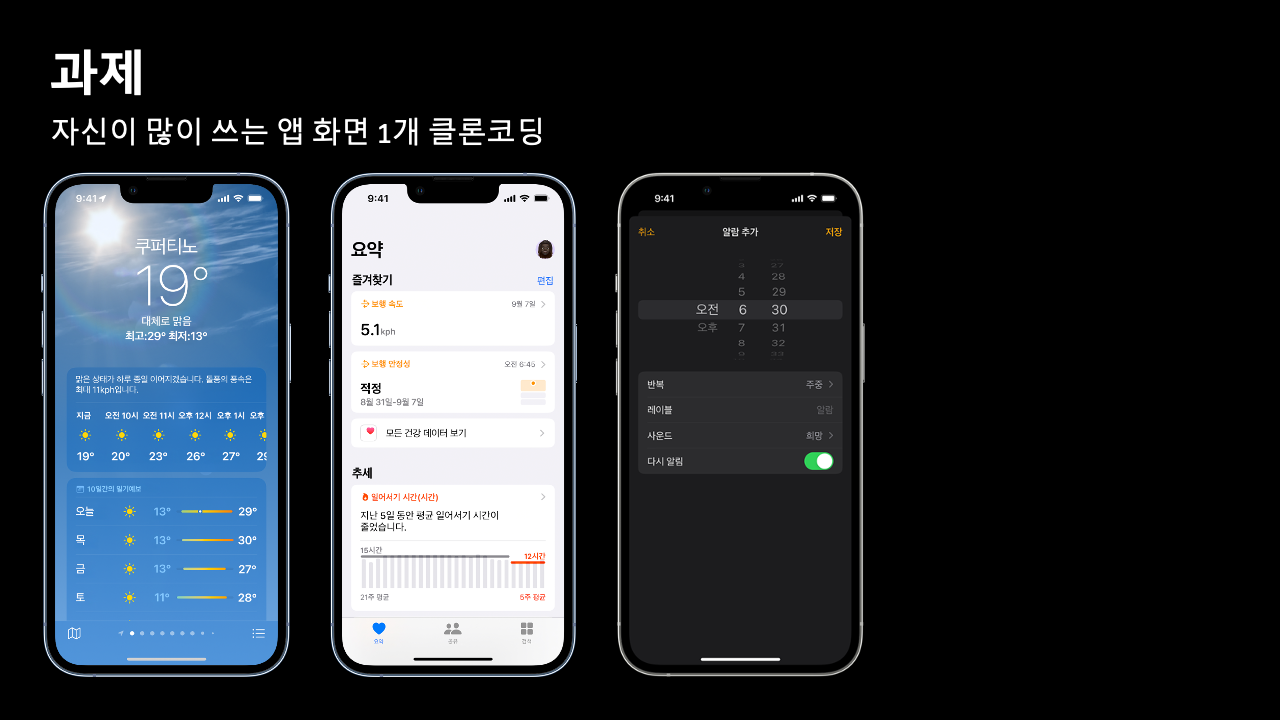 과제
자신이 많이 쓰는 앱 화면 1개 클론코딩
9:41
쿠퍼티노
19°
대체로 맑음
최고:29° 최저:13°
맑은 상태가 하루 종일 이어지겠습니다. 돌풍의 풍속은
최대 11kph입니다.
지금 오전 10시 오전 11시 오후 12시 오후 1시 오후
19° 20° 23° 26° 27°
10일간의 일기예보
오늘 13° 29°
목 13° 30°
금 13° 27°
토 11° 28°
9:41
요약
즐겨찾기 편집
보행 속도 9월 7일
5.1kph
보행 안정성 오전 6:45
적정
8월 31일-9월 7일
모든 건강 데이터 보기
추세
일어서기 시간(시간)
지난 5일 동안 평균 일어서기 시간이
줄었습니다.
15시간
12시간
21주 평균 5주 평균
요약 공유 검색
9:41
취소 알람 추가 저장
3 27
4 28
5 29
오전 6 30
오후 7 31
8 32
9 33
반복 주중
레이블 알람
사운드 희망
다시 알림